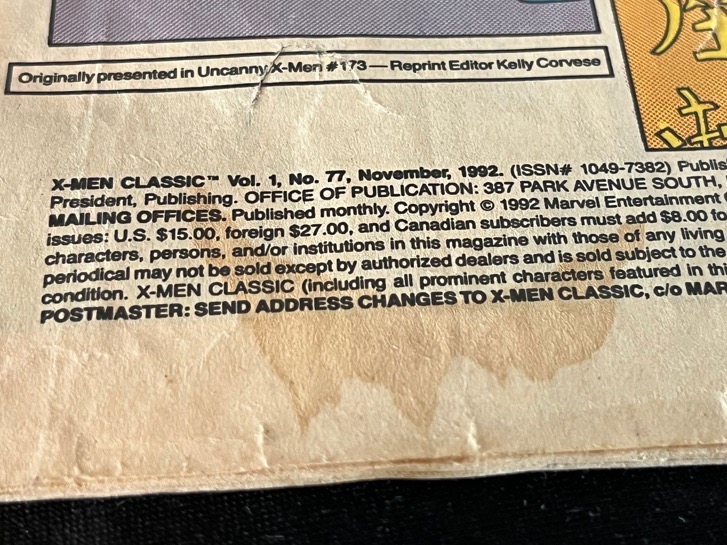 Originally presented in Uncanny X-Men #173—Reprint Editor Kelly Corvese
X-MEN CLASSIC™ Vol. 1, No. 77, November, 1992. (ISSN# 1049-7382) Publis
President, Publishing. OFFICE OF PUBLICATION: 387 PARK AVENUE SOUTH,
MAILING OFFICES. Published monthly. Copyright © 1992 Marvel Entertainment
issues: U.S. $15.00, foreign $27.00, and Canadian subscribers must add $8.00 fo
characters, persons, and/or institutions in this magazine with those of any living
periodical may not be sold except by authorized dealers and is sold subject to the
condition. X-MEN CLASSIC (including all prominent characters featured in thi
POSTMASTER: SEND ADDRESS CHANGES TO X-MEN CLASSIC, c/o MAR